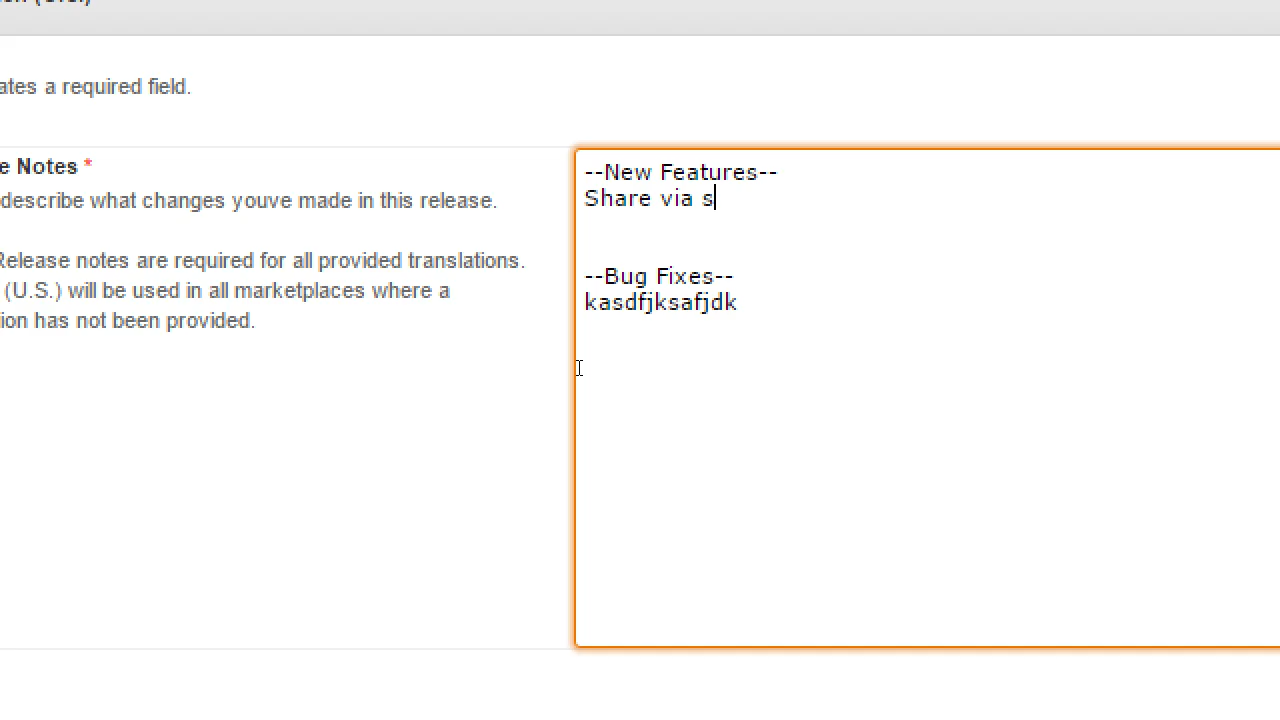 ates a required field.
e Notes *
describe what changes youve made in this release.
Release notes are required for all provided translations.
(U.S.) will be used in all marketplaces where a
ion has not been provided.
--New Features--
Share via s
--Bug Fixes--
kasdfjksafjdk